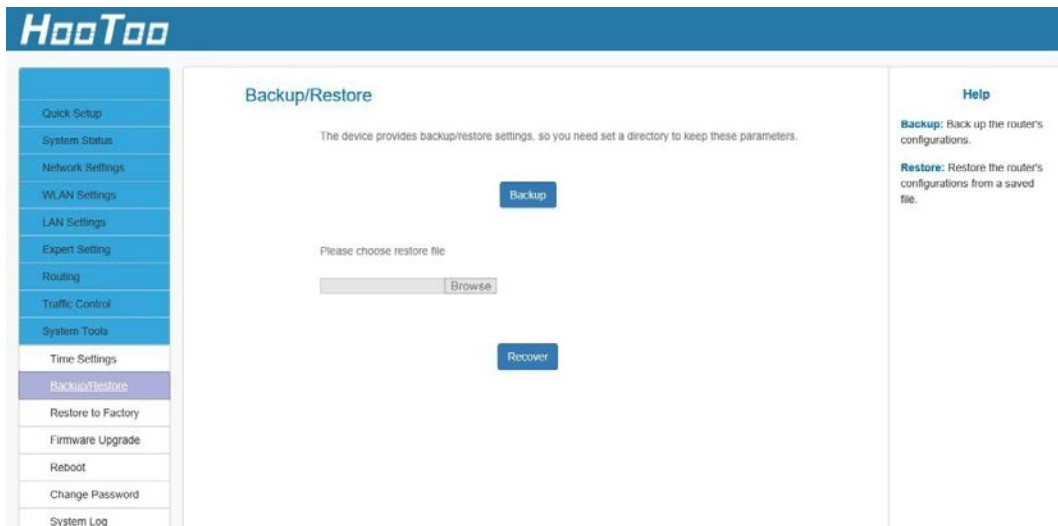 HooToo
Quick Setup
System Status
Network Settings
WLAN Settings
LAN Settings
Expert Setting
Routing
Traffic Control
System Tools
Time Settings
Backup/Restore
Restore to Factory
Firmware Upgrade
Reboot
Change Password
System Log
Backup/Restore
The device provides backup/restore settings, so you need set a directory to keep these parameters.
Backup
Please choose restore file
Browse
Recover
Help
Backup: Back up the router's
configurations.
Restore: Restore the router's
configurations from a saved
file.